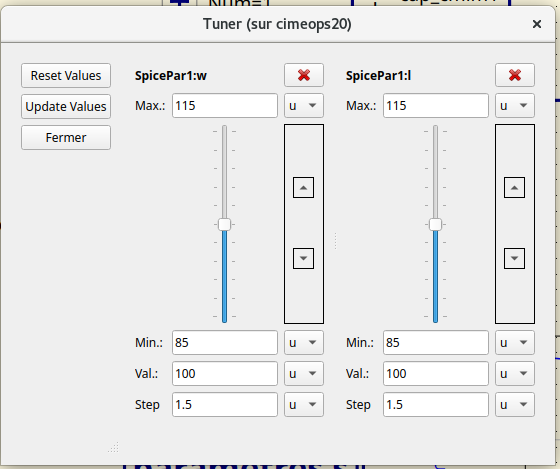 Num=1
Tuner (sur cimeops20)
Reset Values
SpicePar1:w
SpicePar1:l
Update Values
Max.: 115 u
Max.: 115 u
Fermer
Min.: 85 u
Min.: 85 u
Val.: 100 u
Val.: 100 u
Step 1.5 u
Step 1.5 u